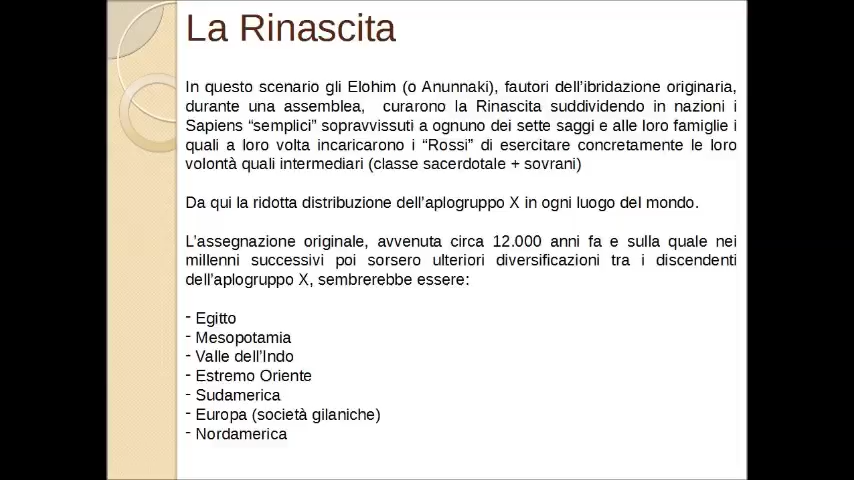 La Rinascita
In questo scenario gli Elohim (o Anunnaki), fautori dell'ibridazione originaria,
durante una assemblea, curarono la Rinascita suddividendo in nazioni i
Sapiens “semplici” sopravvissuti a ognuno dei sette saggi e alle loro famiglie i
quali a loro volta incaricarono i “Rossi” di esercitare concretamente le loro
volontà quali intermediari (classe sacerdotale + sovrani)
Da qui la ridotta distribuzione dell'aplogruppo X in ogni luogo del mondo.
L'assegnazione originale, avvenuta circa 12.000 anni fa e sulla quale nei
millenni successivi poi sorsero ulteriori diversificazioni tra i discendenti
dell'aplogruppo X, sembrerebbe essere:
- Egitto
- Mesopotamia
- Valle dell'Indo
- Estremo Oriente
- Sudamerica
- Europa (società gilaniche)
- Nordamerica